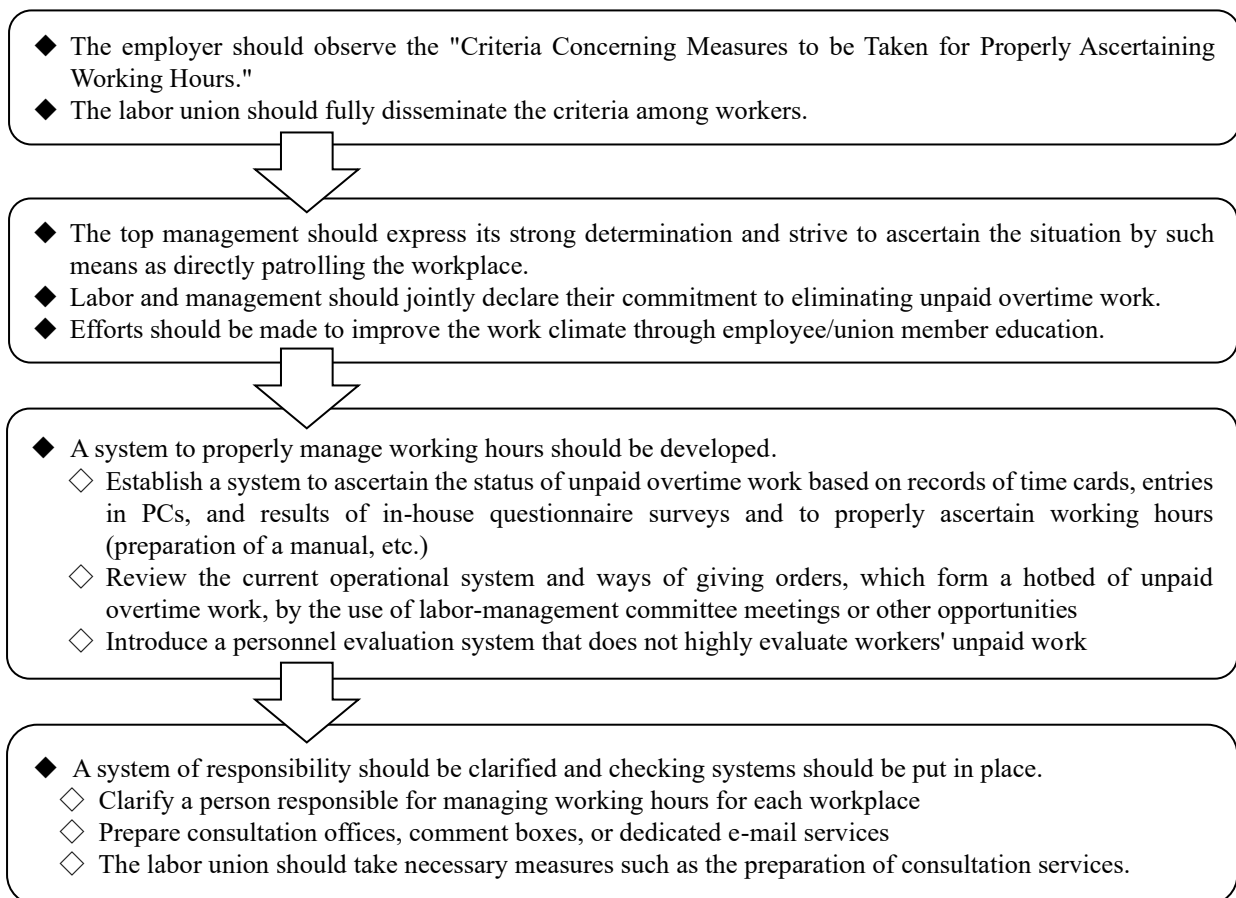 ◆ The employer should observe the "Criteria Concerning Measures to be Taken for Properly Ascertaining
Working Hours."
◆ The labor union should fully disseminate the criteria among workers.
◆ The top management should express its strong determination and strive to ascertain the situation by such
means as directly patrolling the workplace.
◆ Labor and management should jointly declare their commitment to eliminating unpaid overtime work.
◆ Efforts should be made to improve the work climate through employee/union member education.
◆ A system to properly manage working hours should be developed.
◇ Establish a system to ascertain the status of unpaid overtime work based on records of time cards, entries
in PCs, and results of in-house questionnaire surveys and to properly ascertain working hours
(preparation of a manual, etc.)
◇ Review the current operational system and ways of giving orders, which form a hotbed of unpaid
overtime work, by the use of labor-management committee meetings or other opportunities
◇ Introduce a personnel evaluation system that does not highly evaluate workers' unpaid work
◆ A system of responsibility should be clarified and checking systems should be put in place.
◇ Clarify a person responsible for managing working hours for each workplace
◇ Prepare consultation offices, comment boxes, or dedicated e-mail services
◇ The labor union should take necessary measures such as the preparation of consultation services.